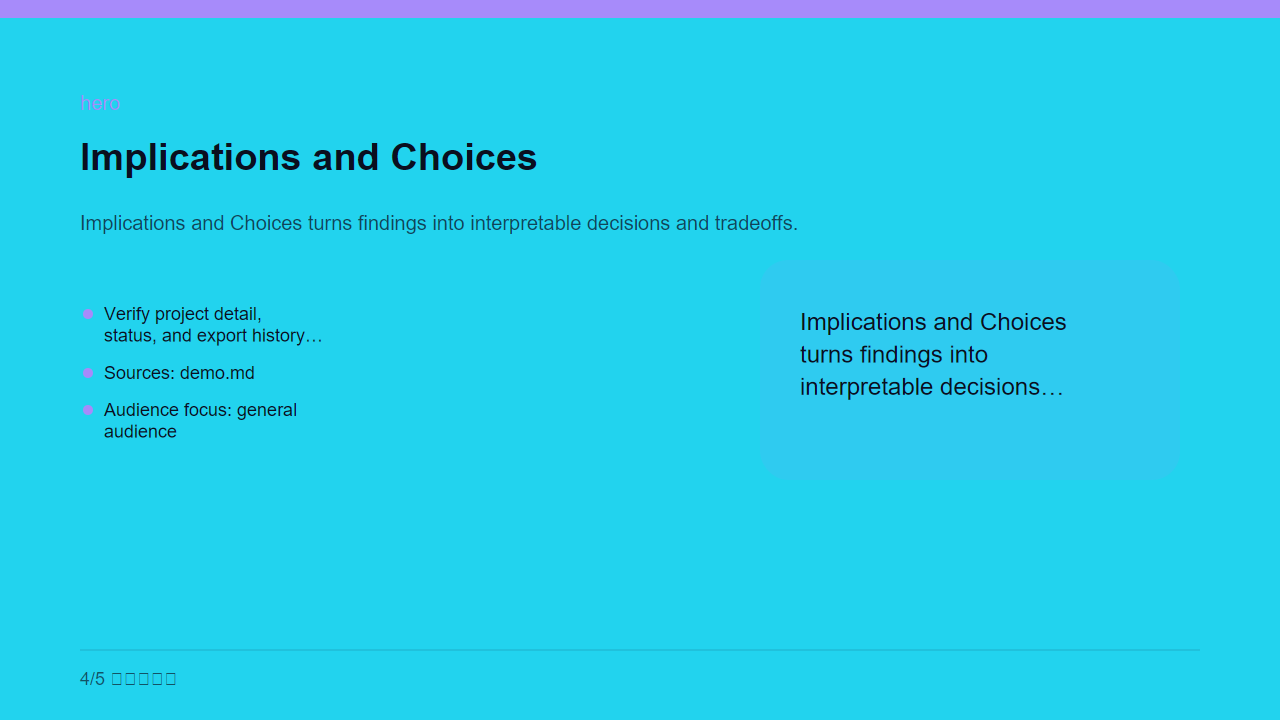 hero
Implications and Choices
Implications and Choices turns findings into interpretable decisions and tradeoffs.
Verify project detail,
status, and export history…
Sources: demo.md
Audience focus: general
audience
Implications and Choices
turns findings into
interpretable decisions…
4/5